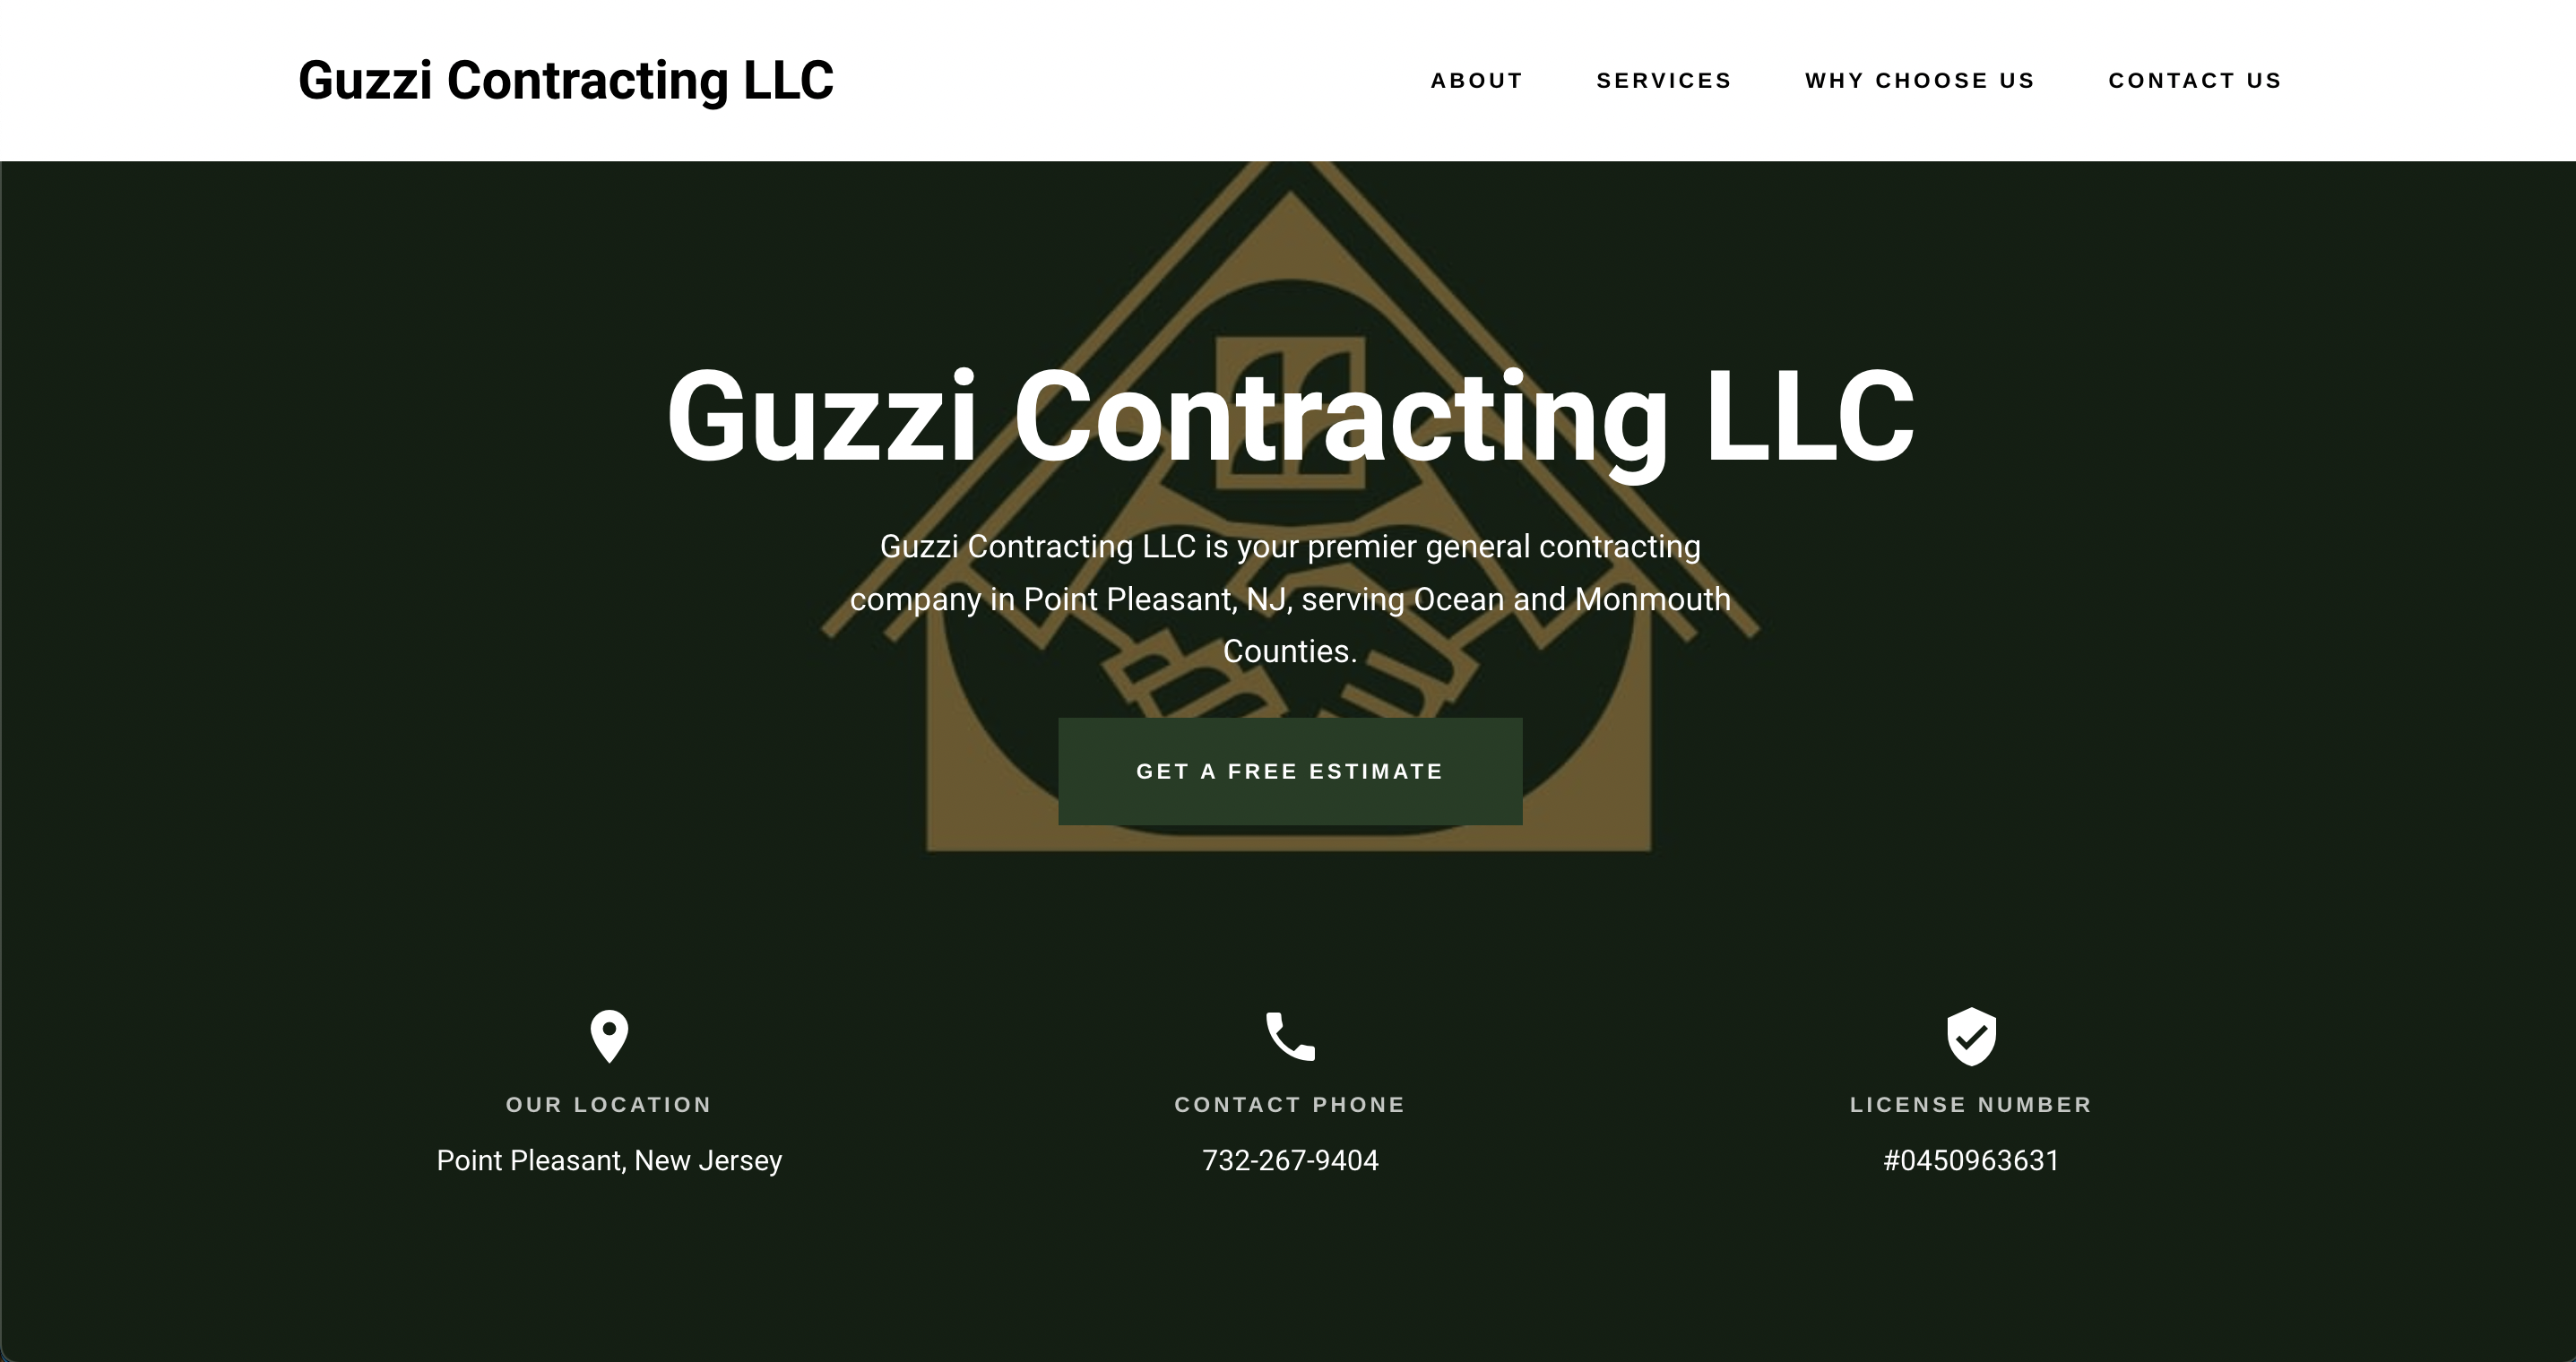 Guzzi Contracting LLC
ABOUT
SERVICES
WHY CHOOSE US
CONTACT US
Guzzi Contracting LLC
Guzzi Contracting LLC is your premier general contracting
company in Point Pleasant, NJ, serving Ocean and Monmouth
Counties.
GET A FREE ESTIMATE
OUR LOCATION
Point Pleasant, New Jersey
CONTACT PHONE
732-267-9404
LICENSE NUMBER
#0450963631